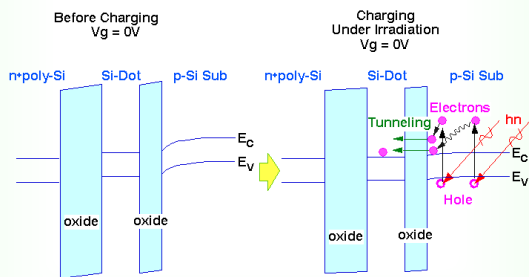 Before Charging
Vg = 0V
n+poly-Si
Si-Dot
p-Si Sub
EC
EV
oxide
oxide
Charging
Under Irradiation
Vg = 0V
n+poly-Si
Si-Dot
p-Si Sub
Electrons
hn
Tunneling
EC
EV
Hole
oxide
oxide